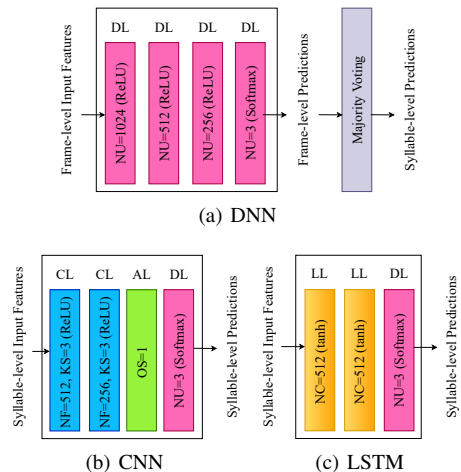 DL DL DL DL
Frame-level Input Features
NU=1024 (ReLU)
NU=512 (ReLU)
NU=256 (ReLU)
NU=3 (Softmax)
Frame-level Predictions
Majority Voting
Syllable-level Predictions
(a) DNN
CL CL AL DL
Syllable-level Input Features
NF=512, KS=3 (ReLU)
NF=256, KS=3 (ReLU)
OS=1
NU=3 (Softmax)
Syllable-level Predictions
(b) CNN
LL LL DL
Syllable-level Input Features
NC=512 (tanh)
NC=512 (tanh)
NU=3 (Softmax)
Syllable-level Predictions
(c) LSTM